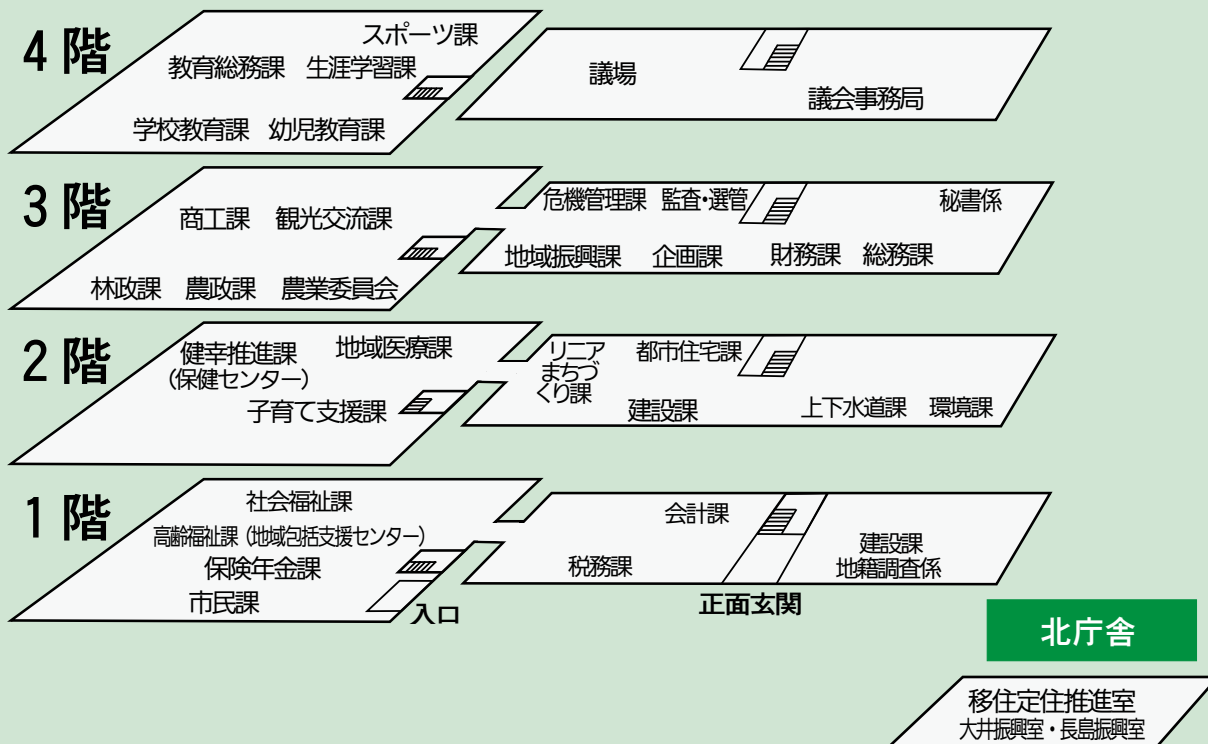 4階
スポーツ課
教育総務課 生涯学習課
学校教育課 幼児教育課
議場
議会事務局
3階
商工課 観光交流課
林政課 農政課 農業委員会
危機管理課 監査・選管
秘書係
地域振興課 企画課 財務課 総務課
2階
健幸推進課
(保健センター)
地域医療課
子育て支援課
リニア
まちづ
くり課
都市住宅課
建設課
上下水道課 環境課
1階
社会福祉課
高齢福祉課(地域包括支援センター)
保険年金課
市民課
入口
会計課
税務課
建設課
地籍調査係
正面玄関
北庁舎
移住定住推進室
大井振興室・長島振興室